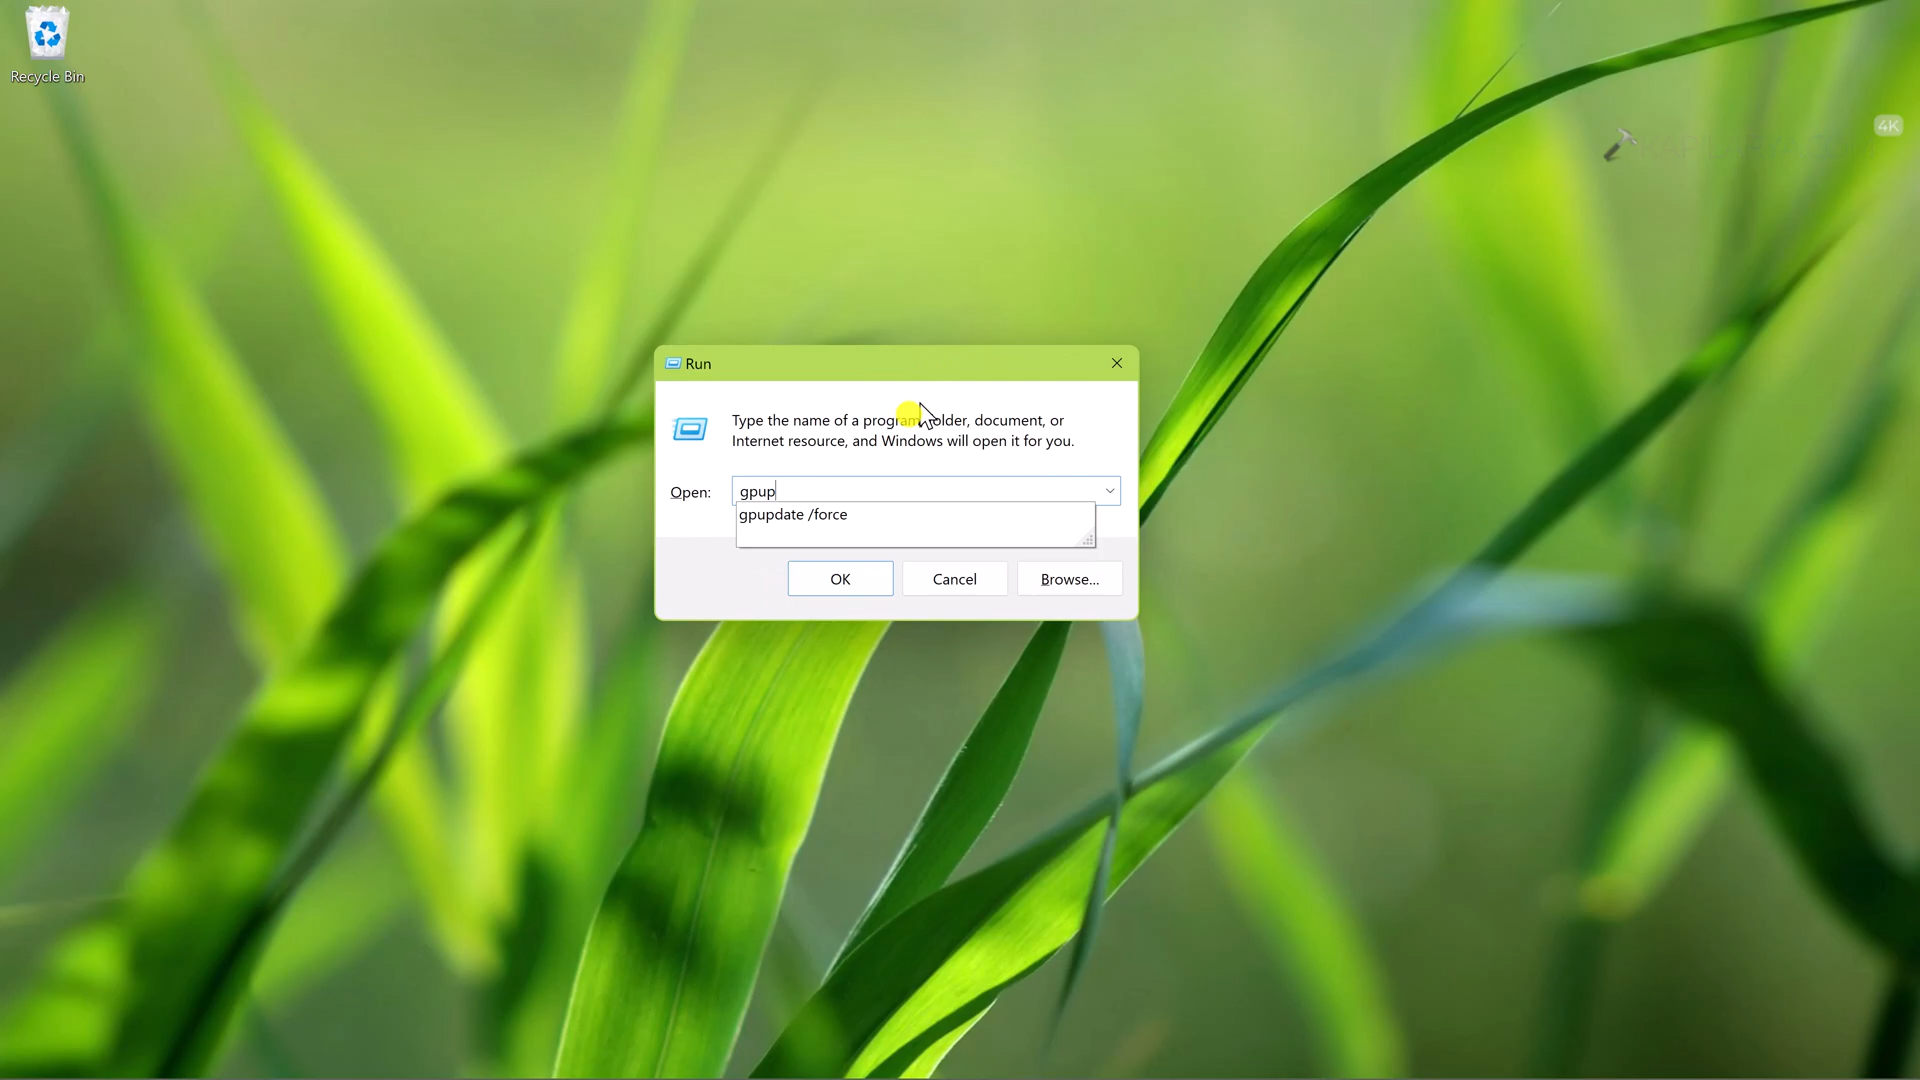 Recycle Bin
4K
Run
Type the name of a program, folder, document, or
Internet resource, and Windows will open it for you.
Open:
gpup
gpupdate /force
OK
Cancel
Browse...